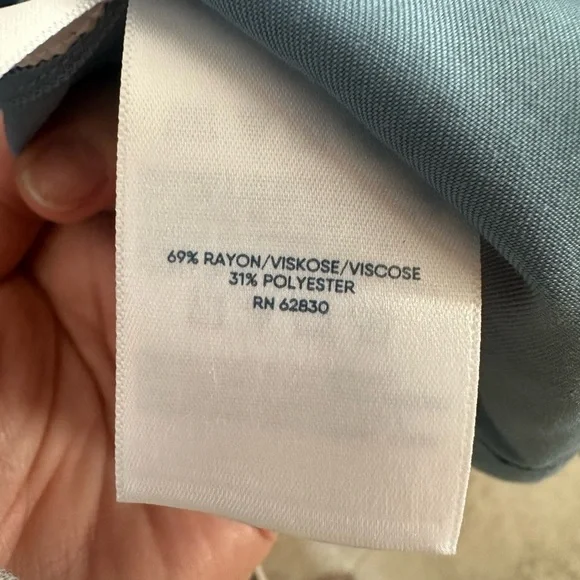 69% RAYON/VISKOSE/VISCOSE
31% POLYESTER
RN 62830